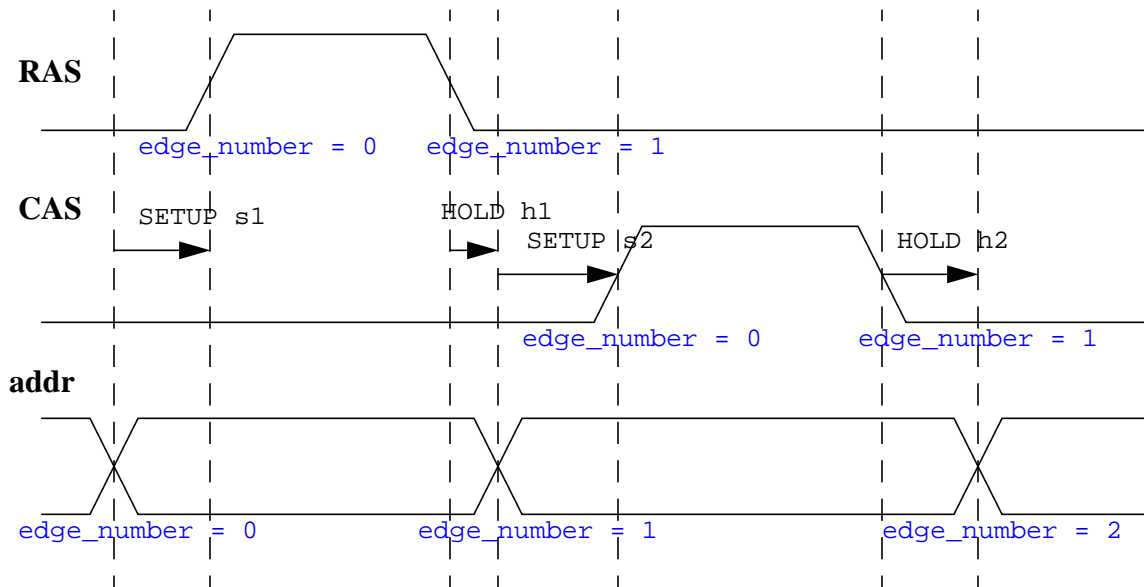 RAS
edge_number = 0 edge_number = 1
CAS
SETUP s1 HOLD h1
SETUP s2 HOLD h2
edge_number = 0 edge_number = 1
addr
edge_number = 0 edge_number = 1 edge_number = 2